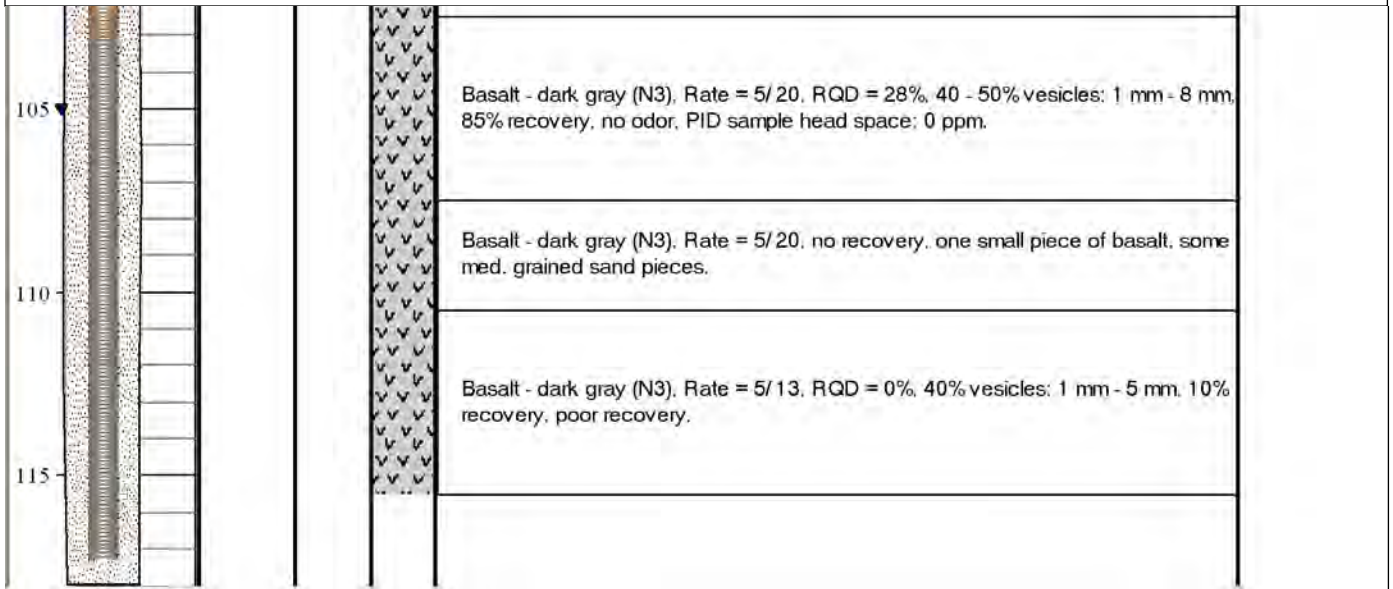 105
Basalt - dark gray (N3), Rate = 5/20, RQD = 28%, 40 - 50% vesicles: 1 mm - 8 mm,
85% recovery, no odor, PID sample head space: 0 ppm.
Basalt - dark gray (N3), Rate = 5/20, no recovery, one small piece of basalt, some
med. grained sand pieces.
110
Basalt - dark gray (N3), Rate = 5/13, RQD = 0%, 40% vesicles: 1 mm - 5 mm, 10%
recovery, poor recovery.
115